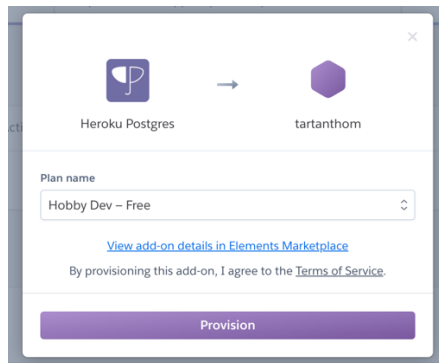 Heroku Postgres
tartanthom
Plan name
Hobby Dev – Free
View add-on details in Elements Marketplace
By provisioning this add-on, I agree to the Terms of Service.
Provision